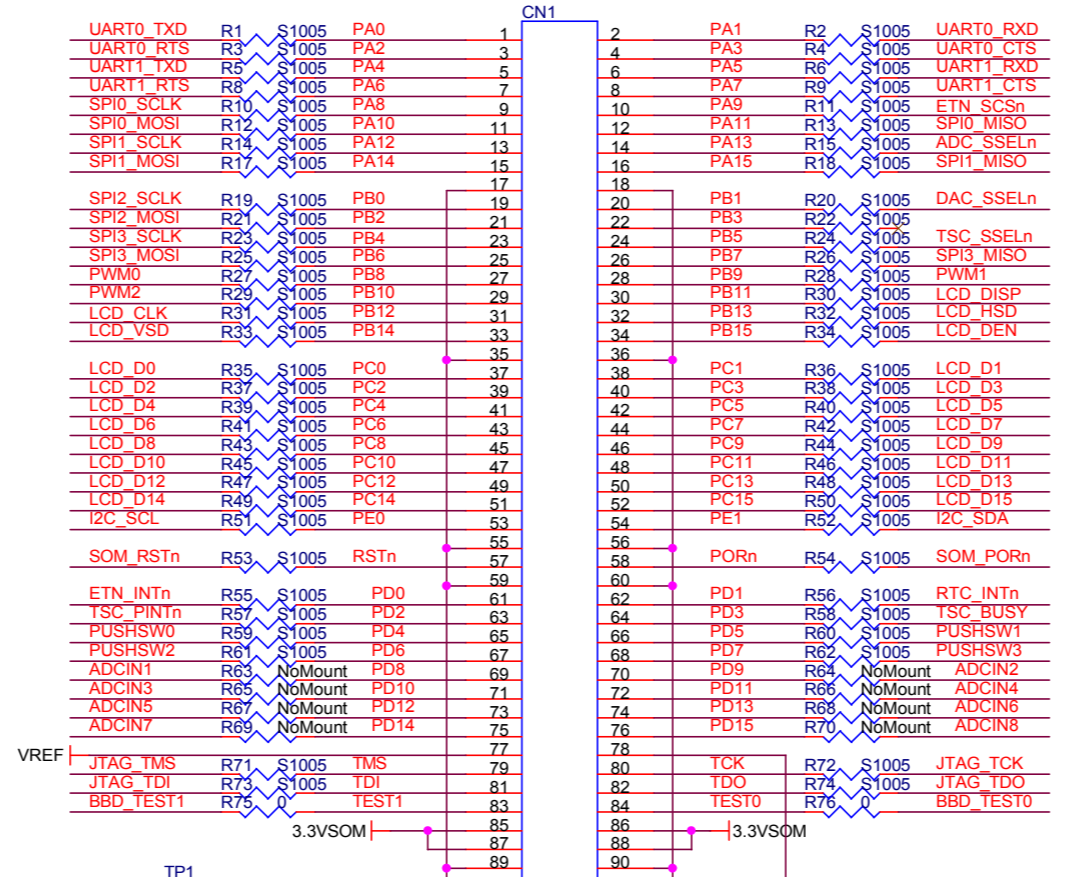 CN1
UART0_TXD R1 S1005 PA0 1 2 PA1 R2 S1005 UART0_RXD
UART0_RTS R3 S1005 PA2 3 4 PA3 R4 S1005 UART0_CTS
UART1_TXD R5 S1005 PA4 5 6 PA5 R6 S1005 UART1_RXD
UART1_RTS R8 S1005 PA6 7 8 PA7 R9 S1005 UART1_CTS
SPI0_SCLK R10 S1005 PA8 9 10 PA9 R11 S1005 ETN_SCSn
SPI0_MOSI R12 S1005 PA10 11 12 PA11 R13 S1005 SPI0_MISO
SPI1_SCLK R14 S1005 PA12 13 14 PA13 R15 S1005 ADC_SSELn
SPI1_MOSI R17 S1005 PA14 15 16 PA15 R18 S1005 SPI1_MISO
17 18
SPI2_SCLK R19 S1005 PB0 19 20 PB1 R20 S1005 DAC_SSELn
SPI2_MOSI R21 S1005 PB2 21 22 PB3 R22 S1005
SPI3_SCLK R23 S1005 PB4 23 24 PB5 R24 S1005 TSC_SSELn
SPI3_MOSI R25 S1005 PB6 25 26 PB7 R26 S1005 SPI3_MISO
PWM0 R27 S1005 PB8 27 28 PB9 R28 S1005 PWM1
PWM2 R29 S1005 PB10 29 30 PB11 R30 S1005 LCD_DISP
LCD_CLK R31 S1005 PB12 31 32 PB13 R32 S1005 LCD_HSD
LCD_VSD R33 S1005 PB14 33 34 PB15 R34 S1005 LCD_DEN
35 36
LCD_D0 R35 S1005 PC0 37 38 PC1 R36 S1005 LCD_D1
LCD_D2 R37 S1005 PC2 39 40 PC3 R38 S1005 LCD_D3
LCD_D4 R39 S1005 PC4 41 42 PC5 R40 S1005 LCD_D5
LCD_D6 R41 S1005 PC6 43 44 PC7 R42 S1005 LCD_D7
LCD_D8 R43 S1005 PC8 45 46 PC9 R44 S1005 LCD_D9
LCD_D10 R45 S1005 PC10 47 48 PC11 R46 S1005 LCD_D11
LCD_D12 R47 S1005 PC12 49 50 PC13 R48 S1005 LCD_D13
LCD_D14 R49 S1005 PC14 51 52 PC15 R50 S1005 LCD_D15
I2C_SCL R51 S1005 PE0 53 54 PE1 R52 S1005 I2C_SDA
55 56
SOM_RSTn R53 S1005 RSTn 57 58 PORn R54 S1005 SOM_PORn
59 60
ETN_INTn R55 S1005 PD0 61 62 PD1 R56 S1005 RTC_INTn
TSC_PINTn R57 S1005 PD2 63 64 PD3 R58 S1005 TSC_BUSY
PUSHSW0 R59 S1005 PD4 65 66 PD5 R60 S1005 PUSHSW1
PUSHSW2 R61 S1005 PD6 67 68 PD7 R62 S1005 PUSHSW3
ADCIN1 R63 NoMount PD8 69 70 PD9 R64 NoMount ADCIN2
ADCIN3 R65 NoMount PD10 71 72 PD11 R66 NoMount ADCIN4
ADCIN5 R67 NoMount PD12 73 74 PD13 R68 NoMount ADCIN6
ADCIN7 R69 NoMount PD14 75 76 PD15 R70 NoMount ADCIN8
VREF 77 78
JTAG_TMS R71 S1005 TMS 79 80 TCK R72 S1005 JTAG_TCK
JTAG_TDI R73 S1005 TDI 81 82 TDO R74 S1005 JTAG_TDO
BBD_TEST1 R75 0 TEST1 83 84 TEST0 R76 0 BBD_TEST0
3.3VSOM 85 86 3.3VSOM
87 88
89 90
TP1